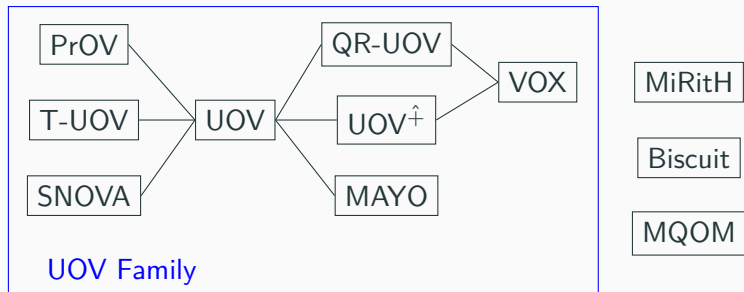 PrOV
QR-UOV
VOX
MiRitH
T-UOV
UOV
UOV^+̂
Biscuit
SNOVA
MAYO
MQOM
UOV Family